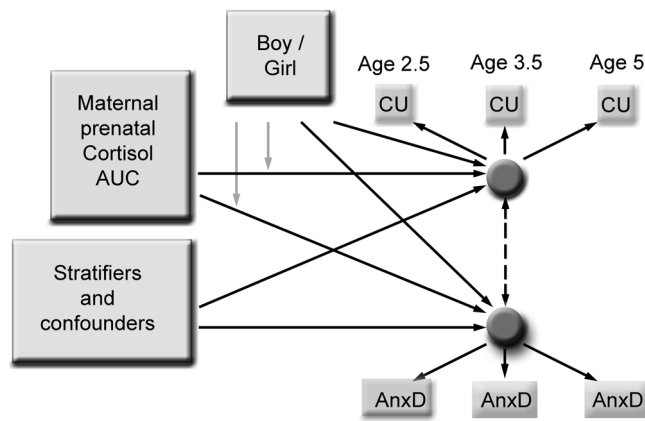 Boy /
Girl
Age 2.5
Age 3.5
Age 5
CU
CU
CU
Maternal
prenatal
Cortisol
AUC
Stratifiers
and
confounders
AnxD
AnxD
AnxD